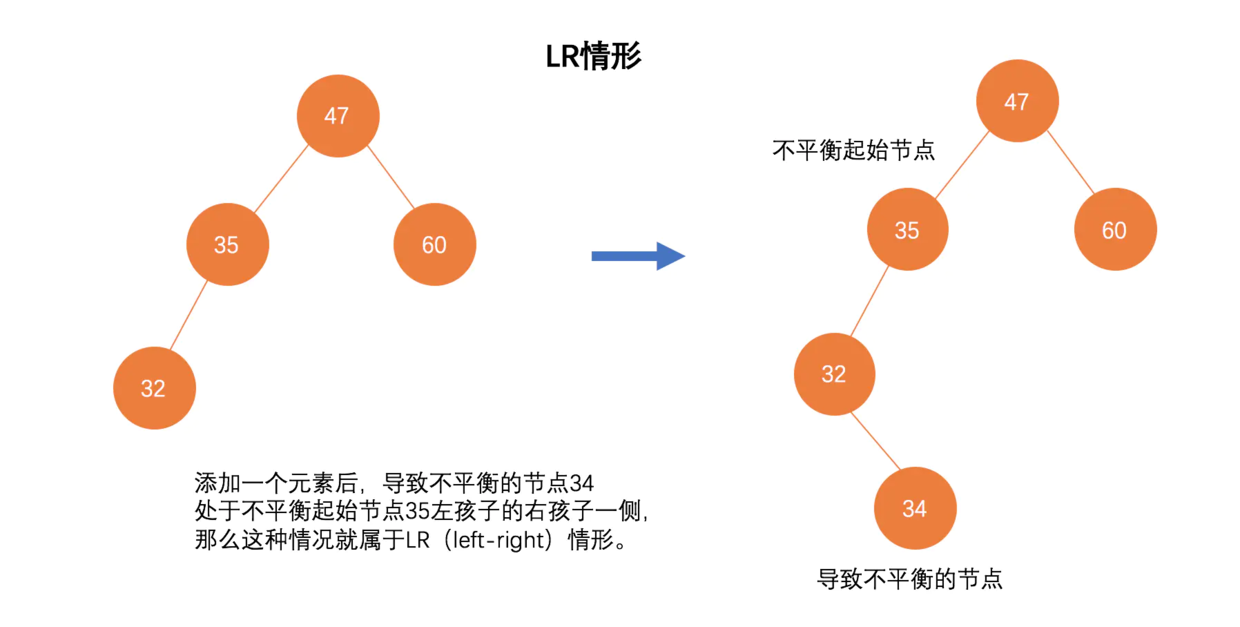 LR情形
47
35
60
32
添加一个元素后，导致不平衡的节点34
处于不平衡起始节点35左孩子的右孩子一侧，
那么这种情况就属于LR（left-right）情形。
47
不平衡起始节点
35
60
32
34
导致不平衡的节点